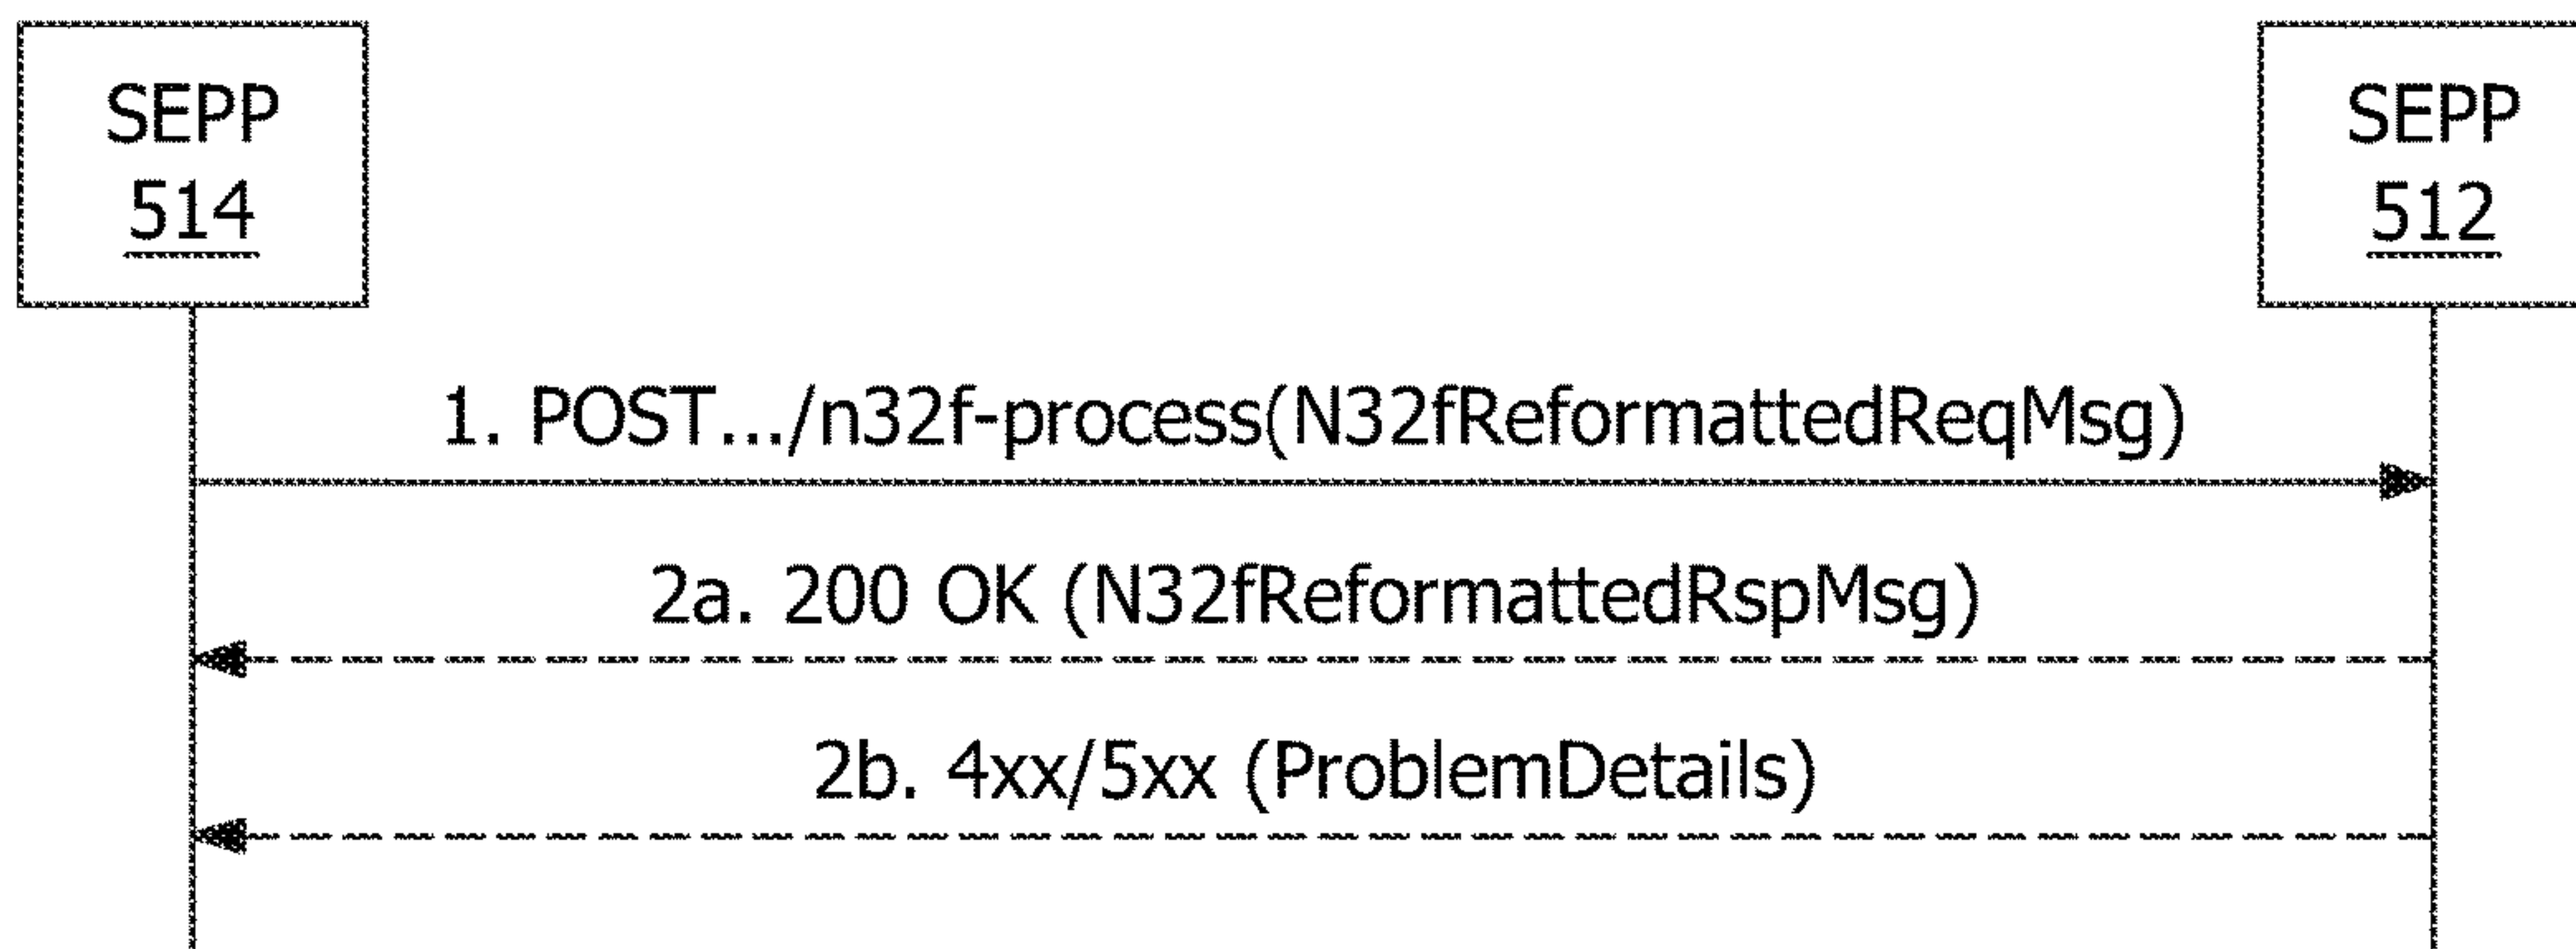 SEPP
514
SEPP
512
1. POST.../n32f-process(N32fReformattedReqMsg)
2a. 200 OK (N32fReformattedRspMsg)
2b. 4xx/5xx (ProblemDetails)